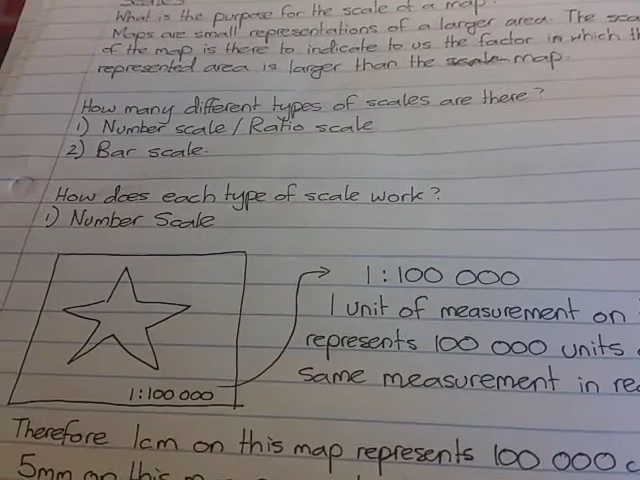 What is the purpose for the scale of a map.
Maps are small representations of a larger area. The
of the map is there to indicate to us the factor in which
represented area is larger than the map.
How many different types of scales are there?
1) Number scale / Ratio scale
2) Bar scale.
How does each type of scale work?
1) Number Scale
1:100 000
1 unit of measurement on
represents 100 000 units
same measurement in
1:100 000
Therefore 1cm on this map represents 100 000
5mm on this